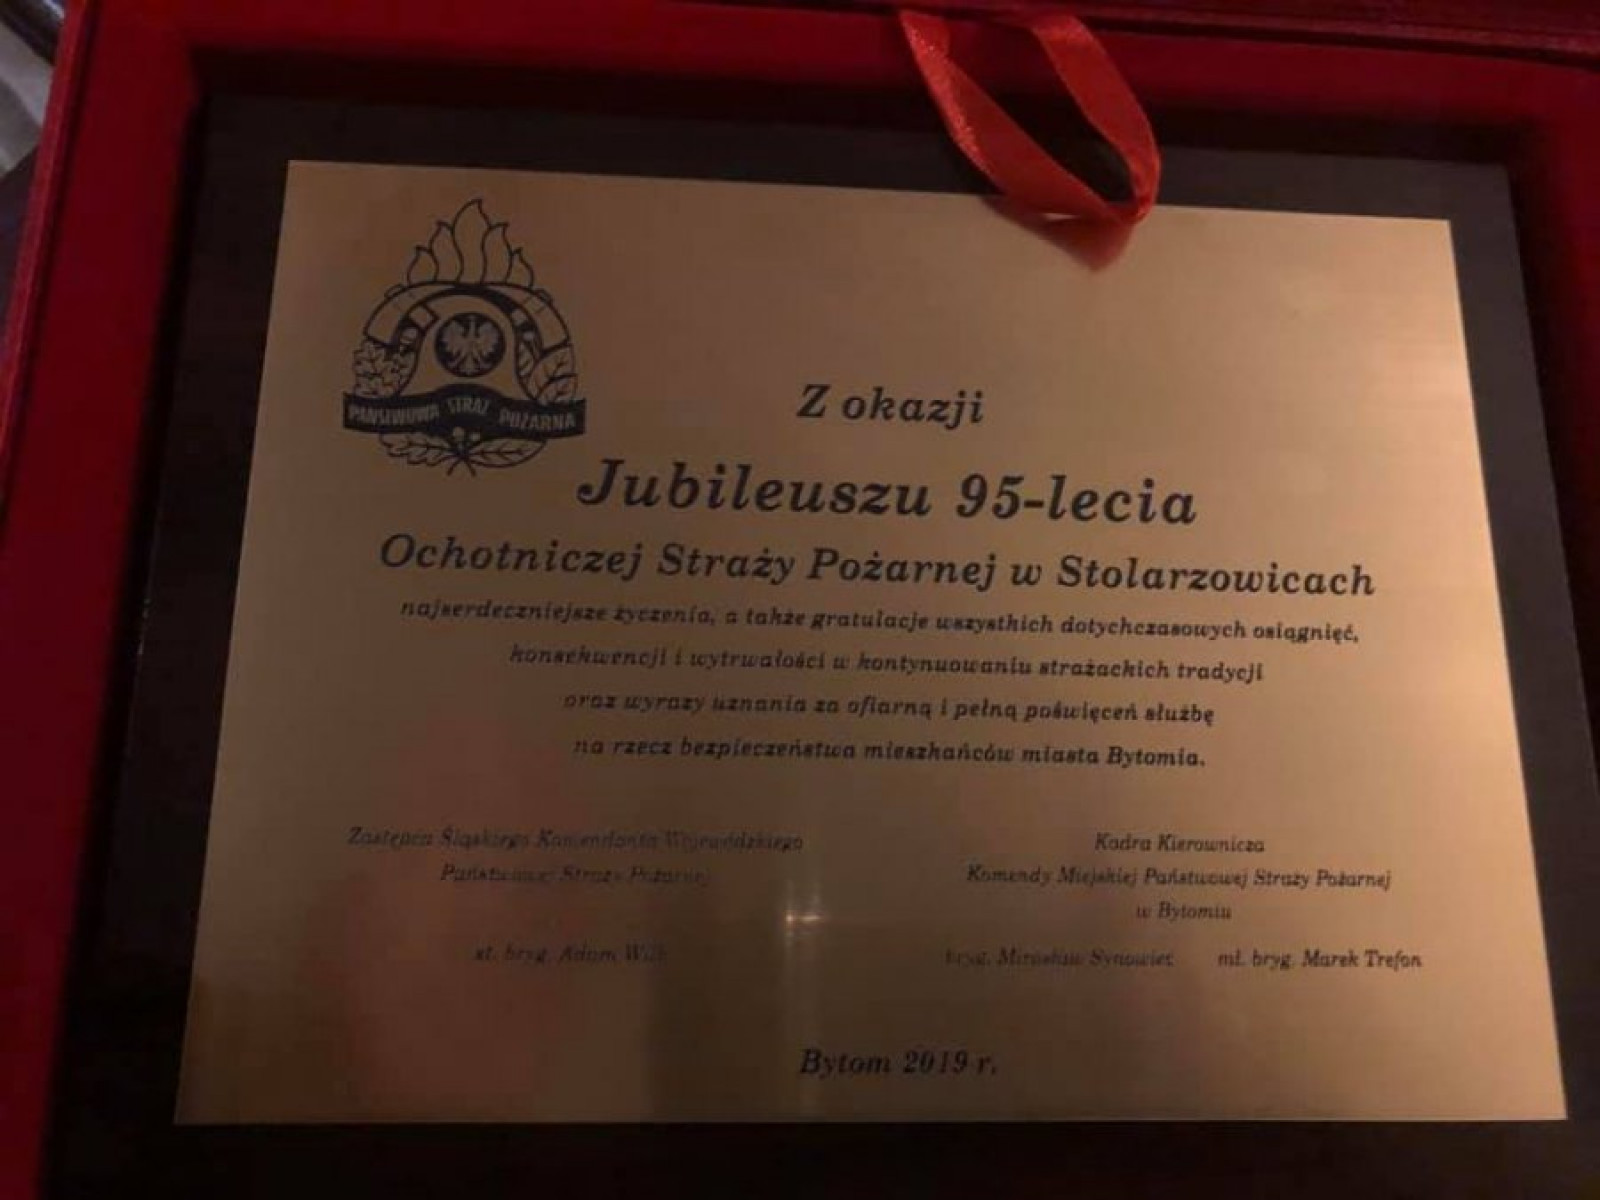 PAŃSTWOWA STRAŻ POŻARNA
Z okazji
Jubileuszu 95-lecia
Ochotniczej Straży Pożarnej w Stolarzowicach
najserdeczniejsze życzenia, a także gratulacje wszystkich dotychczasowych osiągnięć,
konsekwencji i wytrwałości w kontynuowaniu strażackich tradycji
oraz wyrazy uznania za ofiarną i pełną poświęceń służbę
na rzecz bezpieczeństwa mieszkańców miasta Bytomia.
Zastępca Śląskiego Komendanta Wojewódzkiego
Państwowej Straży Pożarnej
st. bryg. Adam Wilk
Kadra Kierownicza
Komendy Miejskiej Państwowej Straży Pożarnej
w Bytomiu
bryg. Mirosław Synowiec mł. bryg. Marek Trefon
Bytom 2019 r.